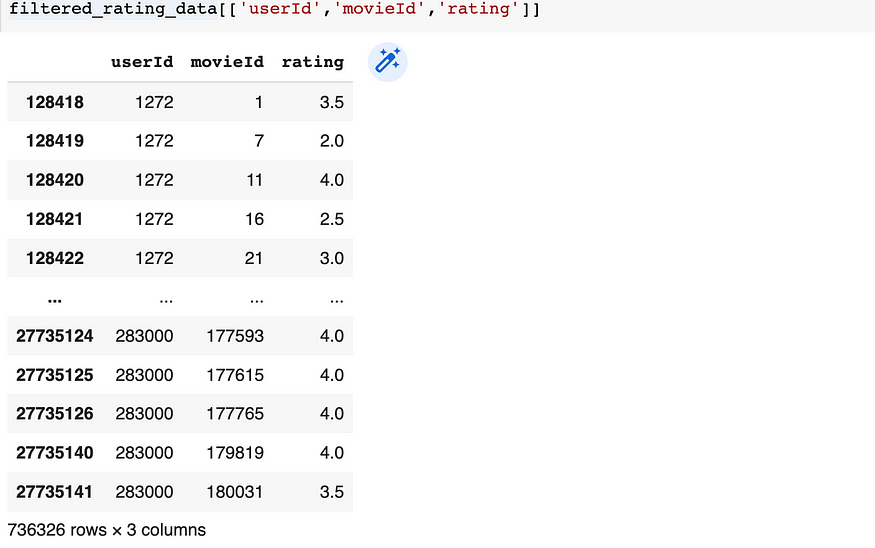 filtered_rating_data[['userId','movieId','rating']]
userId movieId rating
128418 1272 1 3.5
128419 1272 7 2.0
128420 1272 11 4.0
128421 1272 16 2.5
128422 1272 21 3.0
... ... ... ...
27735124 283000 177593 4.0
27735125 283000 177615 4.0
27735126 283000 177765 4.0
27735140 283000 179819 4.0
27735141 283000 180031 3.5
736326 rows × 3 columns